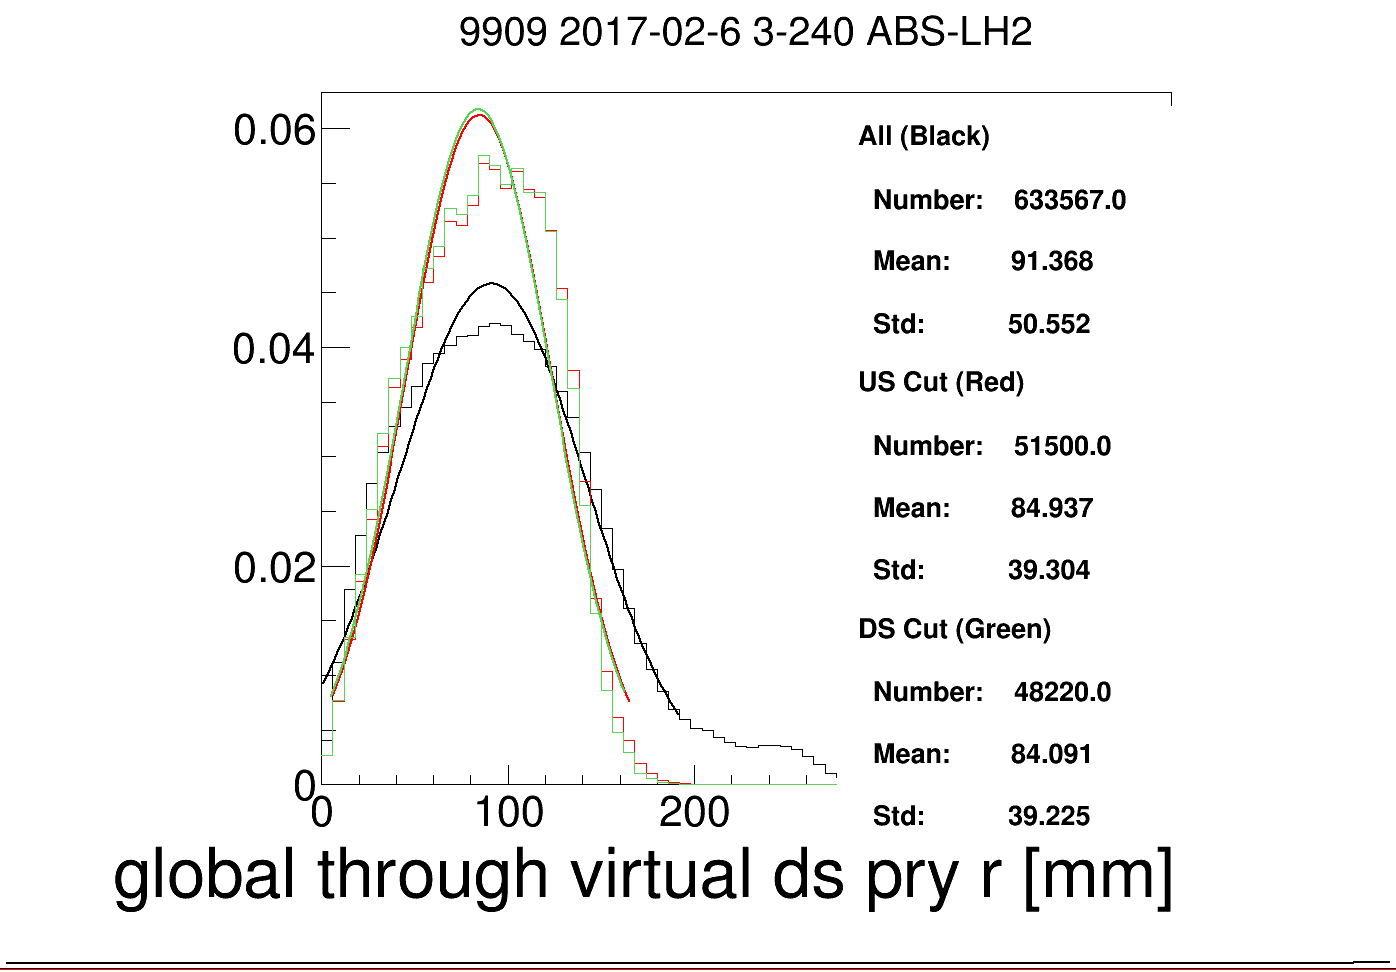 9909 2017-02-6 3-240 ABS-LH2
0.06
0.04
0.02
0
0 100 200
global through virtual ds pry r [mm]
All (Black)
Number: 633567.0
Mean: 91.368
Std: 50.552
US Cut (Red)
Number: 51500.0
Mean: 84.937
Std: 39.304
DS Cut (Green)
Number: 48220.0
Mean: 84.091
Std: 39.225